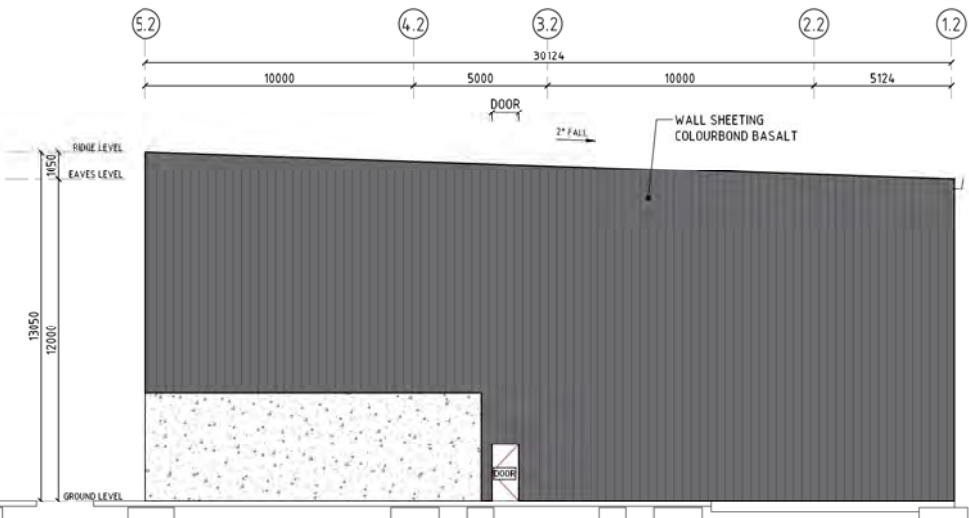 5.2 4.2 3.2 2.2 1.2
30124
10000 5000 10000 5124
DOOR
2° FALL
WALL SHEETING
COLOURBOND BASALT
RIDGE LEVEL
1050
EAVES LEVEL
13050
12000
DOOR
GROUND LEVEL